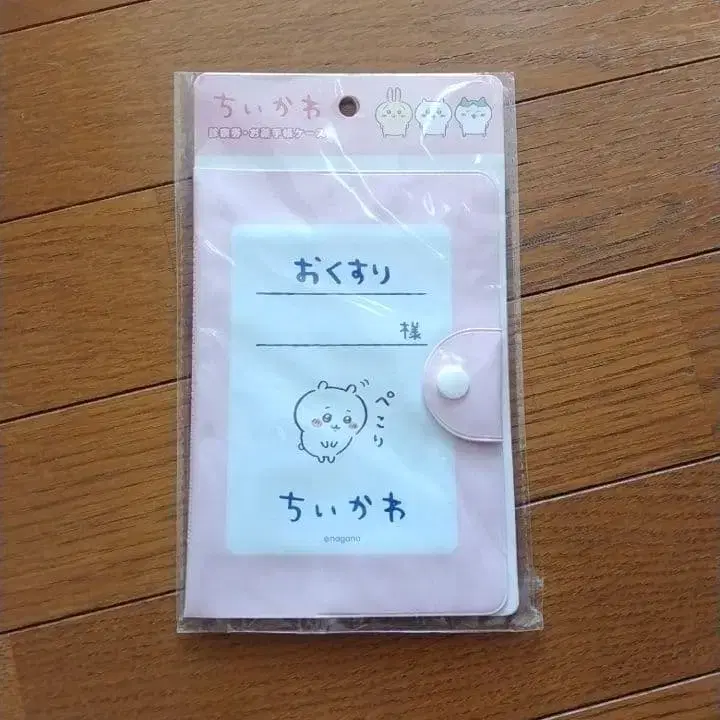 ちいかわ
診察券・お薬手帳ケース
おくすり
様
ぺこり
ちいかわ
©nagano